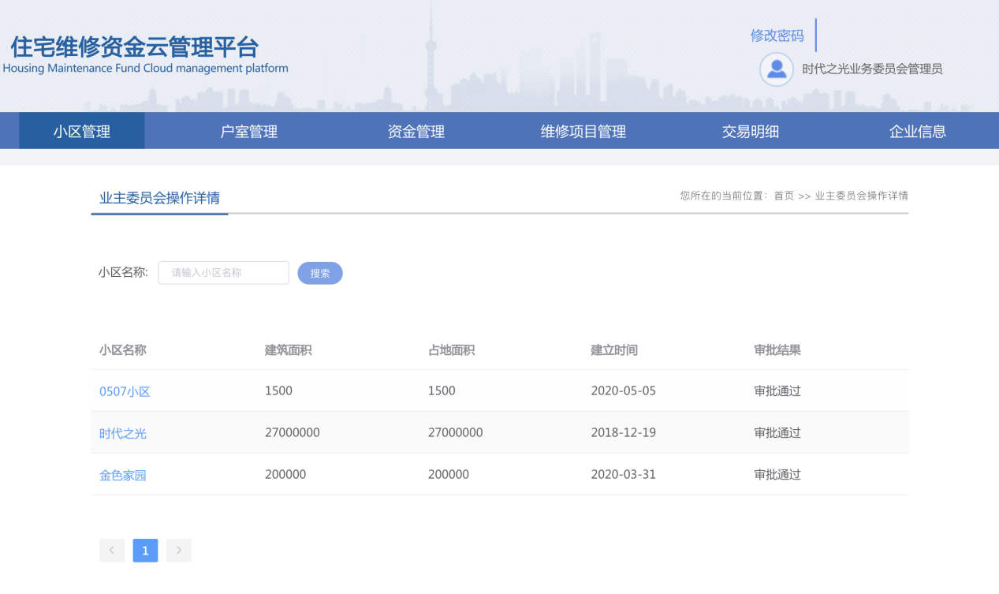 住宅维修资金云管理平台
Housing Maintenance Fund Cloud management platform
修改密码
时代之光业务委员会管理员
小区管理 户室管理 资金管理 维修项目管理 交易明细 企业信息
业主委员会操作详情
您所在的当前位置：首页 >> 业主委员会操作详情
小区名称: 请输入小区名称 搜索
小区名称 建筑面积 占地面积 建立时间 审批结果
0507小区 1500 1500 2020-05-05 审批通过
时代之光 27000000 27000000 2018-12-19 审批通过
金色家园 200000 200000 2020-03-31 审批通过
< 1 >